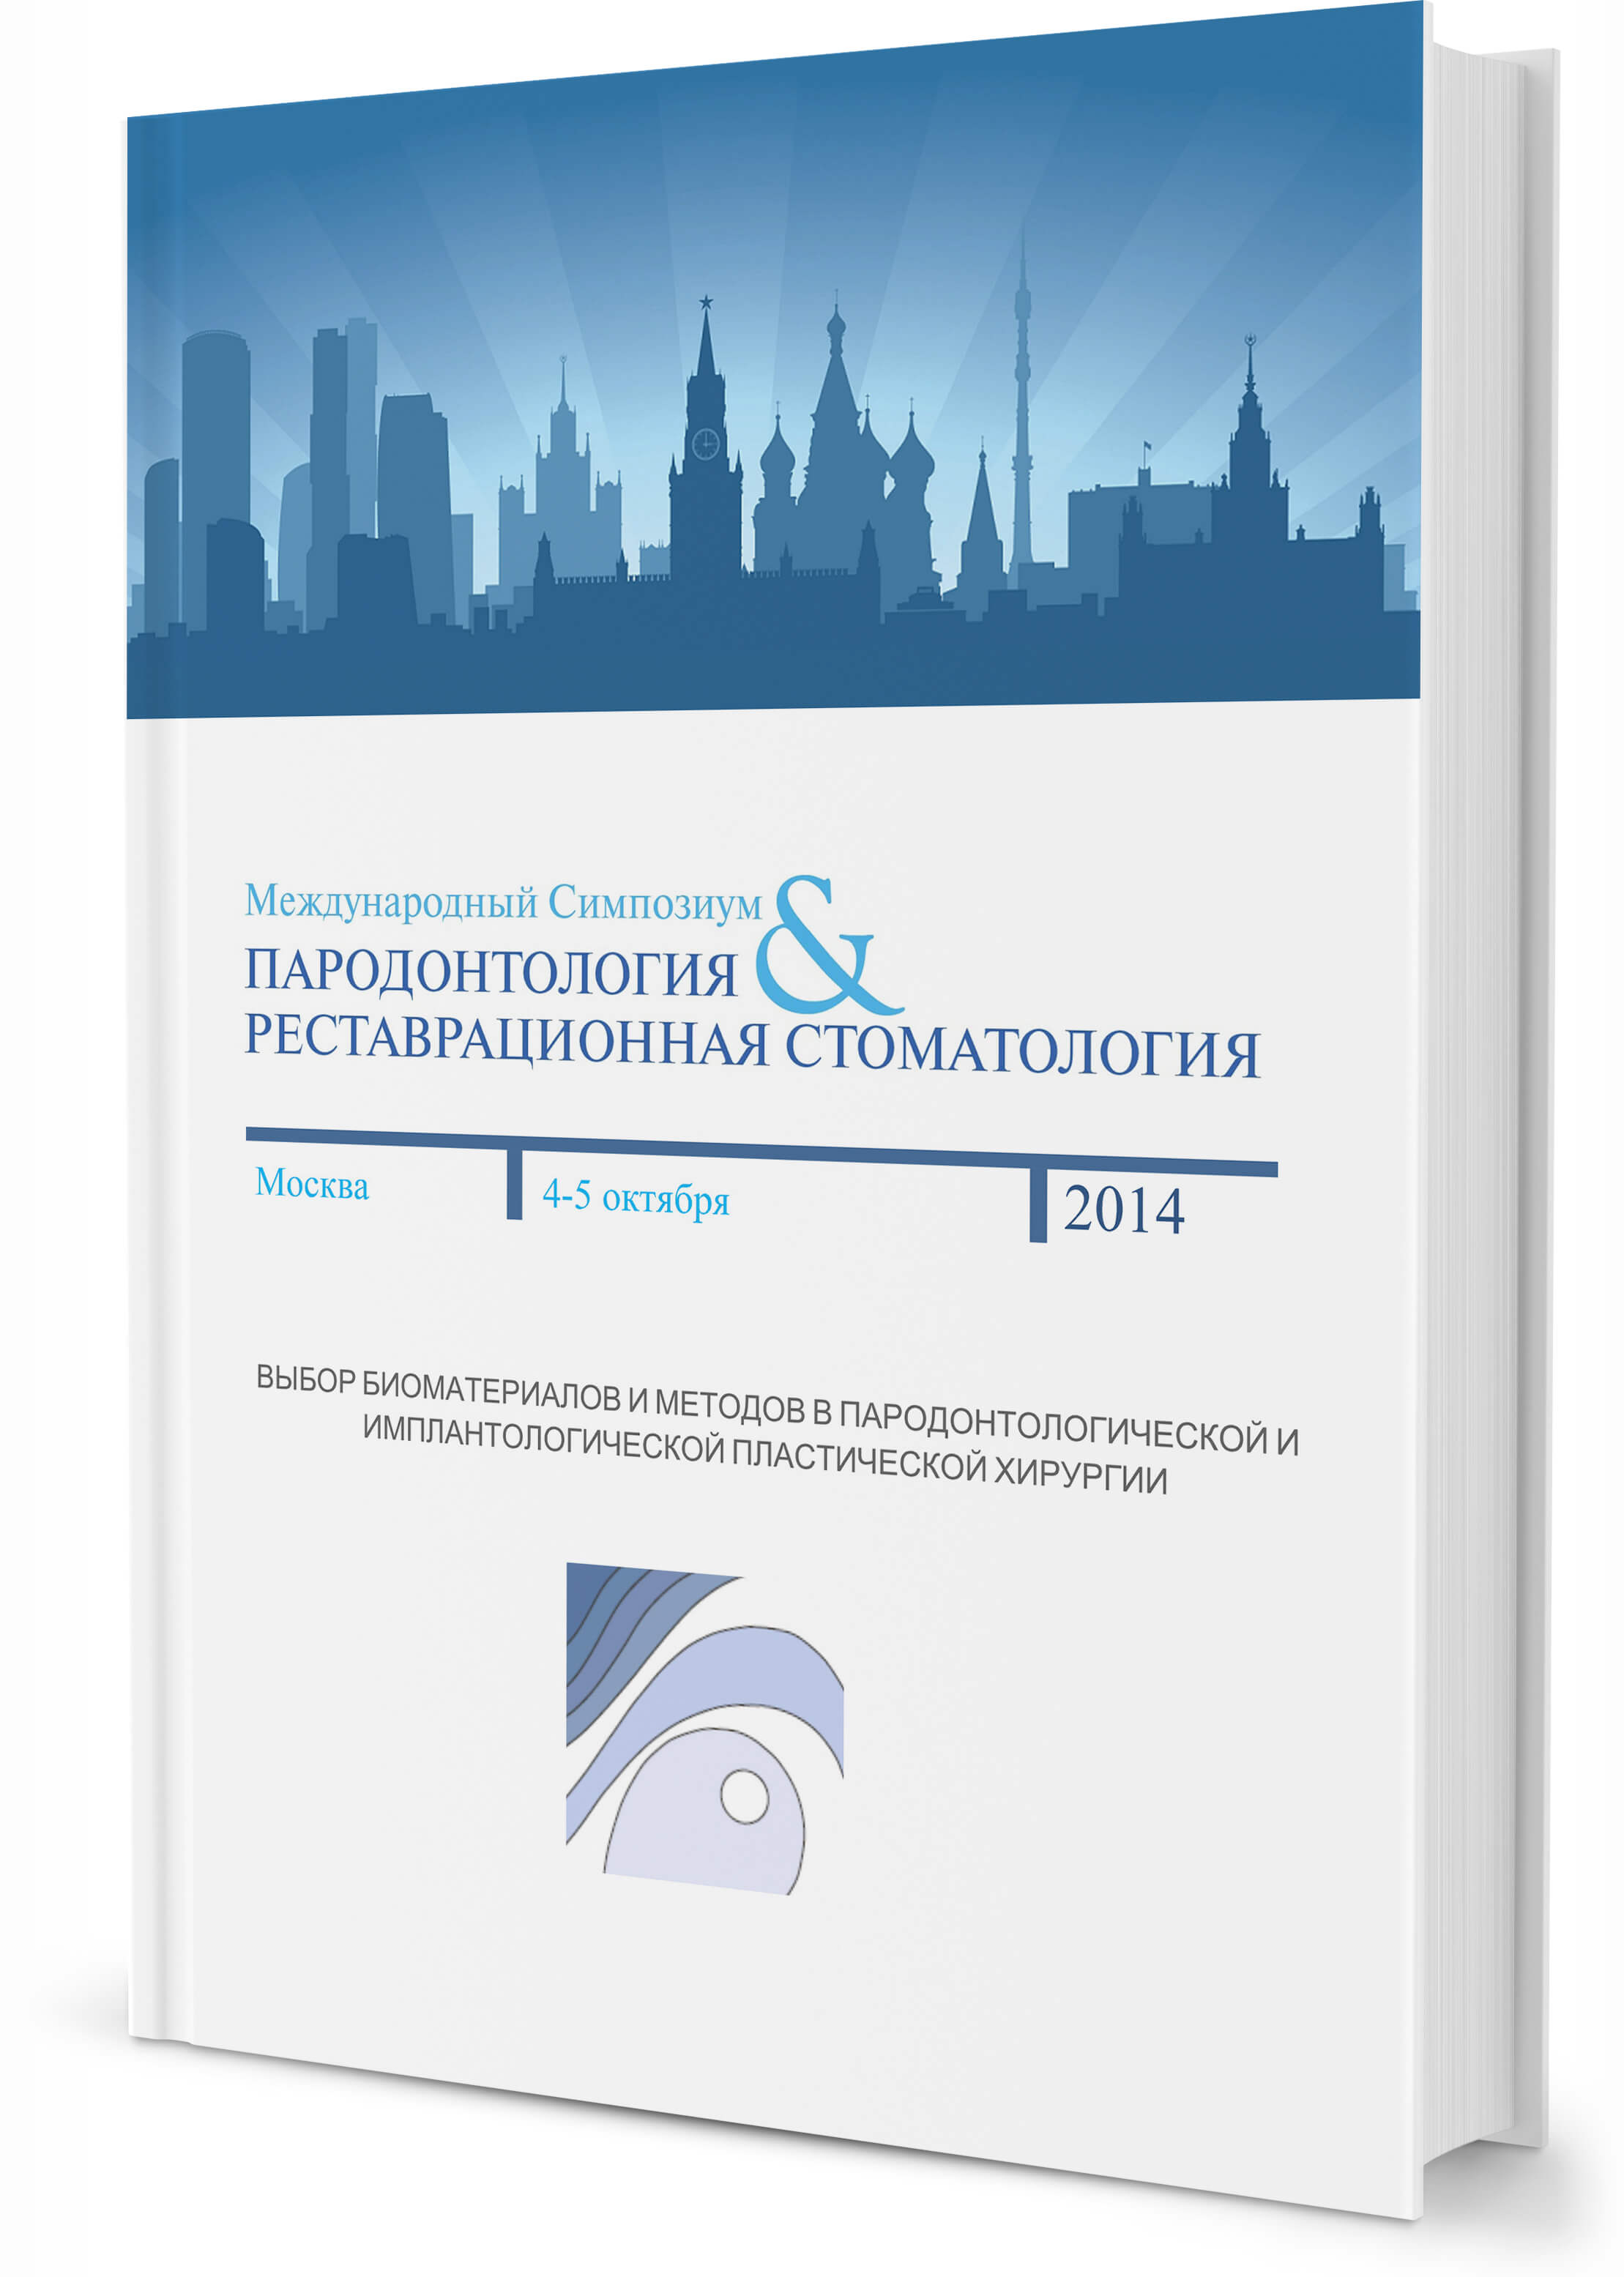 Международный Симпозиум
ПАРОДОНТОЛОГИЯ &
РЕСТАВРАЦИОННАЯ СТОМАТОЛОГИЯ
Москва
4-5 октября
2014
ВЫБОР БИОМАТЕРИАЛОВ И МЕТОДОВ В ПАРОДОНТОЛОГИЧЕСКОЙ И
ИМПЛАНТОЛОГИЧЕСКОЙ ПЛАСТИЧЕСКОЙ ХИРУРГИИ